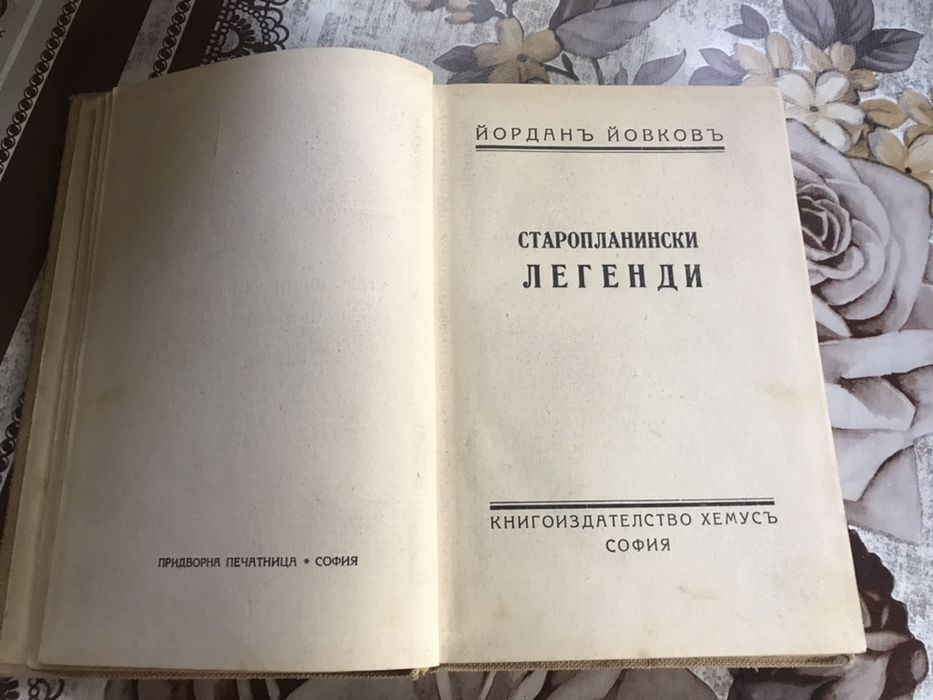 ПРИДВОРНА ПЕЧАТНИЦА • СОФИЯ
ЙОРДАНЪ ЙОВКОВЪ
СТАРОПЛАНИНСКИ
ЛЕГЕНДИ
КНИГОИЗДАТЕЛСТВО ХЕМУСЪ
СОФИЯ